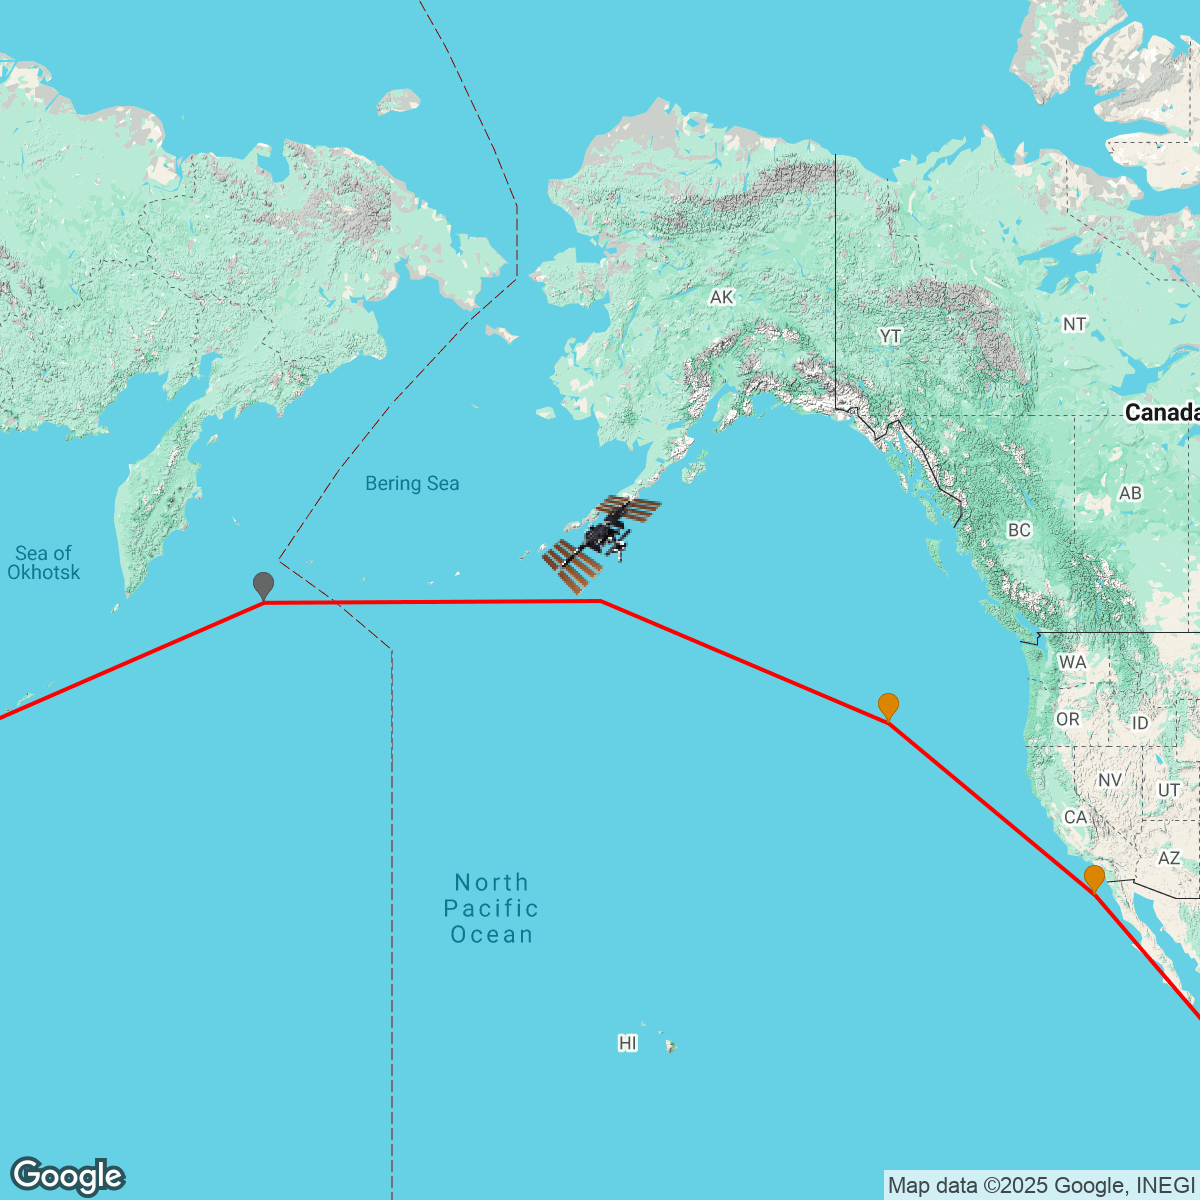 AK
YT
NT
Canada
Bering Sea
AB
BC
Sea of
Okhotsk
WA
OR
ID
NV
UT
CA
AZ
North
Pacific
Ocean
HI
Google
Map data ©2025 Google, INEGI